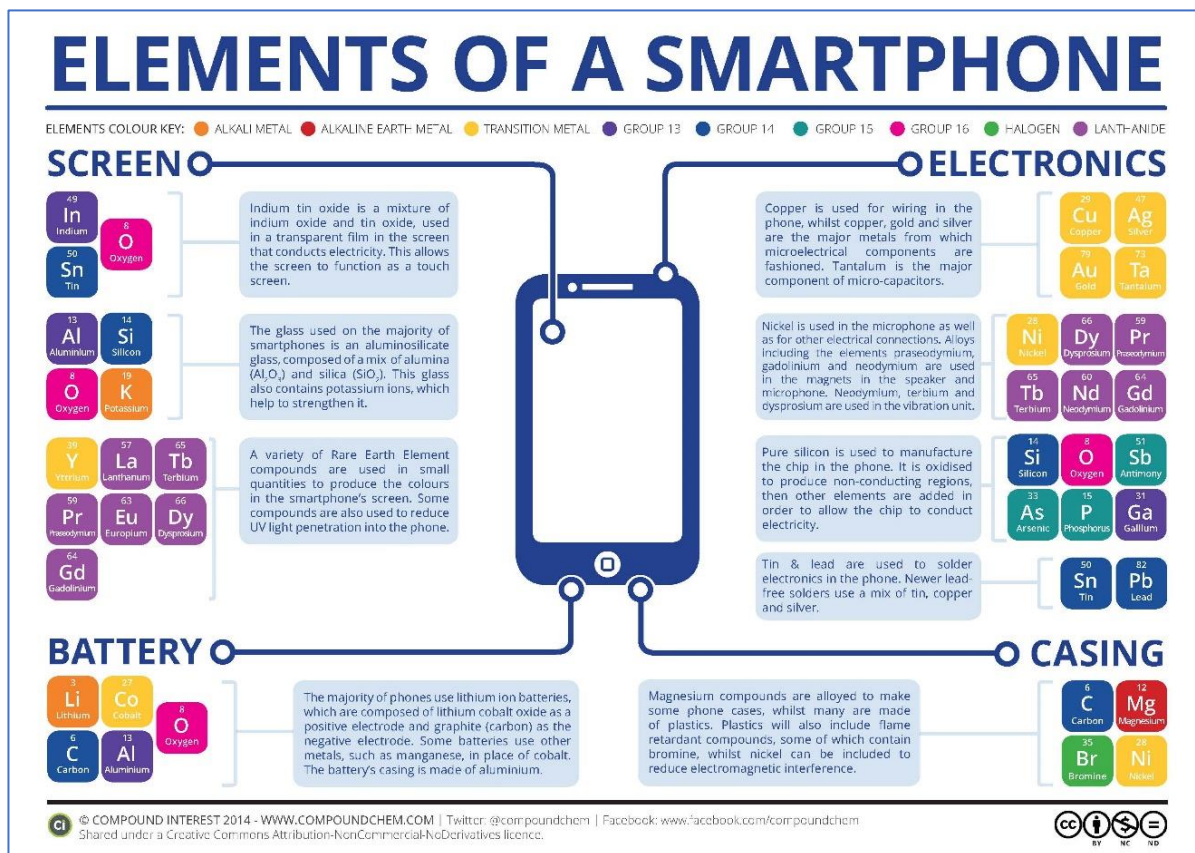 ELEMENTS OF A SMARTPHONE
ELEMENTS COLOUR KEY: ALKALI METAL ALKALINE EARTH METAL TRANSITION METAL GROUP 13 GROUP 14 GROUP 15 GROUP 16 HALOGEN LANTHANIDE
SCREEN
49
In
Indium
8
O
Oxygen
50
Sn
Tin
Indium tin oxide is a mixture of
indium oxide and tin oxide, used
in a transparent film in the screen
that conducts electricity. This allows
the screen to function as a touch
screen.
13
Al
Aluminium
14
Si
Silicon
8
O
Oxygen
19
K
Potassium
The glass used on the majority of
smartphones is an aluminosilicate
glass, composed of a mix of alumina
(Al₂O₃) and silica (SiO₂). This glass
also contains potassium ions, which
help to strengthen it.
39
Y
Yttrium
57
La
Lanthanum
65
Tb
Terbium
59
Pr
Praseodymium
63
Eu
Europium
66
Dy
Dysprosium
64
Gd
Gadolinium
A variety of Rare Earth Element
compounds are used in small
quantities to produce the colours
in the smartphone's screen. Some
compounds are also used to reduce
UV light penetration into the phone.
ELECTRONICS
Copper is used for wiring in the
phone, whilst copper, gold and silver
are the major metals from which
microelectrical components are
fashioned. Tantalum is the major
component of micro-capacitors.
29
Cu
Copper
47
Ag
Silver
79
Au
Gold
73
Ta
Tantalum
Nickel is used in the microphone as well
as for other electrical connections. Alloys
including the elements praseodymium,
gadolinium and neodymium are used
in the magnets in the speaker and
microphone. Neodymium, terbium and
dysprosium are used in the vibration unit.
28
Ni
Nickel
66
Dy
Dysprosium
59
Pr
Praseodymium
65
Tb
Terbium
60
Nd
Neodymium
64
Gd
Gadolinium
Pure silicon is used to manufacture
the chip in the phone. It is oxidised
to produce non-conducting regions,
then other elements are added in
order to allow the chip to conduct
electricity.
14
Si
Silicon
8
O
Oxygen
51
Sb
Antimony
33
As
Arsenic
15
P
Phosphorus
31
Ga
Gallium
Tin & lead are used to solder
electronics in the phone. Newer lead-
free solders use a mix of tin, copper
and silver.
50
Sn
Tin
82
Pb
Lead
BATTERY
3
Li
Lithium
27
Co
Cobalt
8
O
Oxygen
6
C
Carbon
13
Al
Aluminium
The majority of phones use lithium ion batteries,
which are composed of lithium cobalt oxide as a
positive electrode and graphite (carbon) as the
negative electrode. Some batteries use other
metals, such as manganese, in place of cobalt.
The battery's casing is made of aluminium.
CASING
Magnesium compounds are alloyed to make
some phone cases, whilst many are made
of plastics. Plastics will also include flame
retardant compounds, some of which contain
bromine, whilst nickel can be included to
reduce electromagnetic interference.
6
C
Carbon
12
Mg
Magnesium
35
Br
Bromine
28
Ni
Nickel
Ci
© COMPOUND INTEREST 2014 - WWW.COMPOUNDCHEM.COM | Twitter: @compoundchem | Facebook: www.facebook.com/compoundchem
Shared under a Creative Commons Attribution-NonCommercial-NoDerivatives licence.
CC
BY NC ND